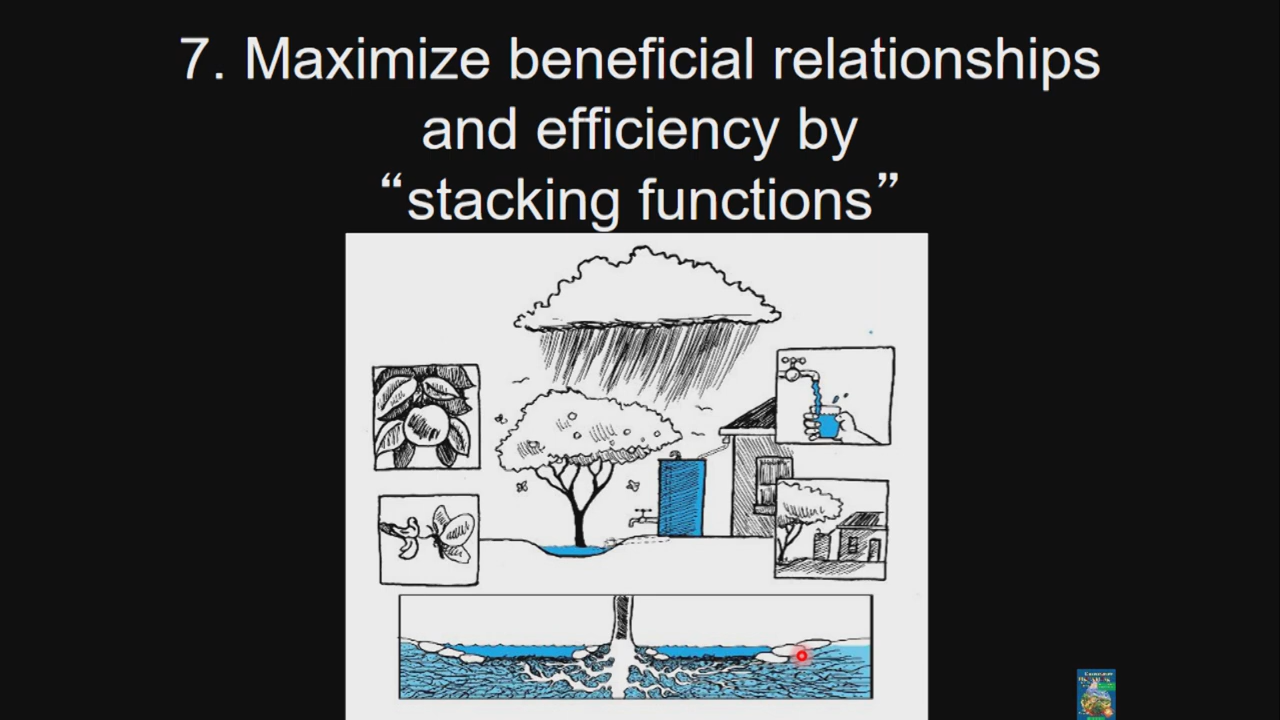 7. Maximize beneficial relationships
and efficiency by
“stacking functions”